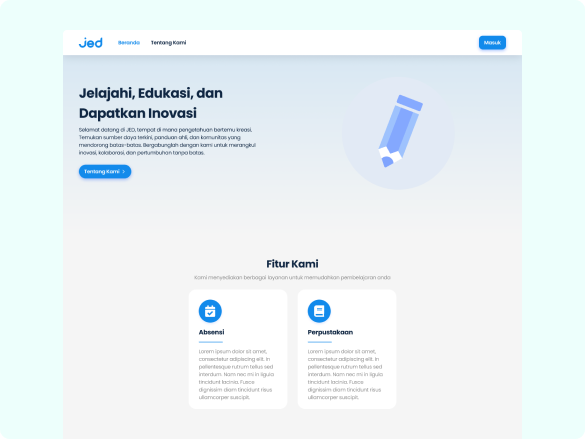 jed
Beranda Tentang Kami
Masuk
Jelajahi, Edukasi, dan
Dapatkan Inovasi
Selamat datang di JED, tempat di mana pengetahuan bertemu kreasi.
Temukan sumber daya terkini, panduan ahli, dan komunitas yang
mendorong batas-batas. Bergabunglah dengan kami untuk merangkul
inovasi, kolaborasi, dan pertumbuhan tanpa batas.
Tentang Kami >
Fitur Kami
Kami menyediakan berbagai layanan untuk memudahkan pembelajaran anda
Absensi
Lorem ipsum dolor sit amet,
consectetur adipiscing elit. In
pellentesque rutrum tellus sed
interdum. Nam nec mi in ligula
tincidunt lacinia. Fusce
dignissim diam tincidunt risus
ullamcorper suscipit.
Perpustakaan
Lorem ipsum dolor sit amet,
consectetur adipiscing elit. In
pellentesque rutrum tellus sed
interdum. Nam nec mi in ligula
tincidunt lacinia. Fusce
dignissim diam tincidunt risus
ullamcorper suscipit.